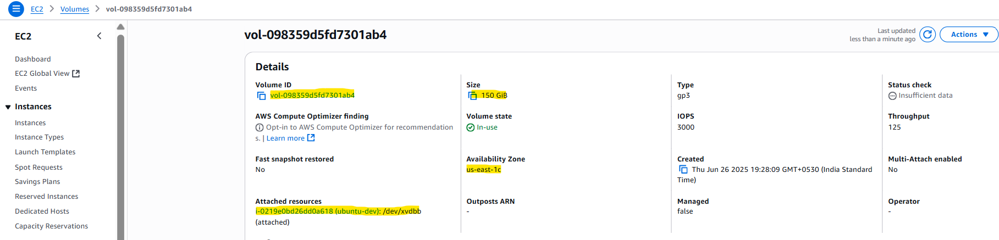 EC2 > Volumes > vol-098359d5fd7301ab4
EC2
Dashboard
EC2 Global View
Events
Instances
Instances
Instance Types
Launch Templates
Spot Requests
Savings Plans
Reserved Instances
Dedicated Hosts
Capacity Reservations
vol-098359d5fd7301ab4
Last updated
less than a minute ago
Actions
Details
Volume ID
vol-098359d5fd7301ab4
Size
150 GiB
Type
gp3
Status check
Insufficient data
AWS Compute Optimizer finding
Opt-in to AWS Compute Optimizer for recommendation
s. | Learn more
Volume state
In-use
IOPS
3000
Throughput
125
Fast snapshot restored
No
Availability Zone
us-east-1c
Created
Thu Jun 26 2025 19:28:09 GMT+0530 (India Standard
Time)
Multi-Attach enabled
No
Attached resources
i-0219e0bd26dd0a618 (ubuntu-dev): /dev/xvdbb
(attached)
Outposts ARN
-
Managed
false
Operator
-